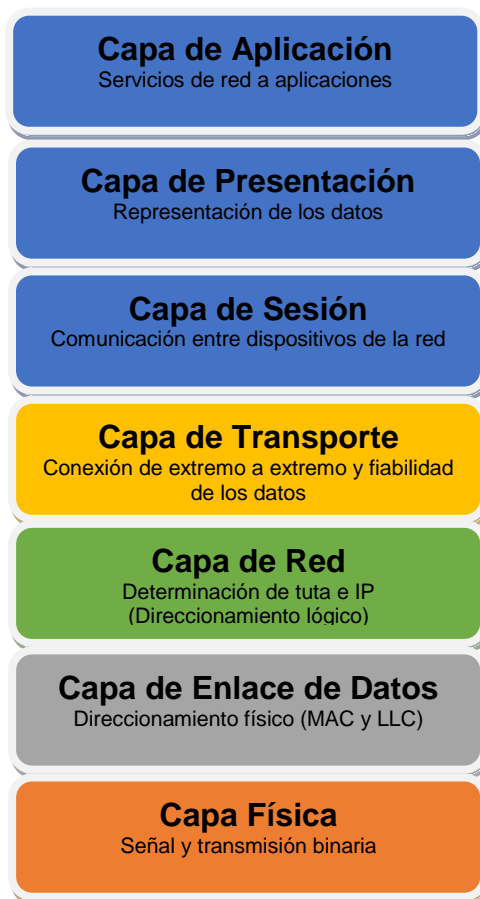 Capa de Aplicación
Servicios de red a aplicaciones
Capa de Presentación
Representación de los datos
Capa de Sesión
Comunicación entre dispositivos de la red
Capa de Transporte
Conexión de extremo a extremo y fiabilidad
de los datos
Capa de Red
Determinación de tuta e IP
(Direccionamiento lógico)
Capa de Enlace de Datos
Direccionamiento físico (MAC y LLC)
Capa Física
Señal y transmisión binaria